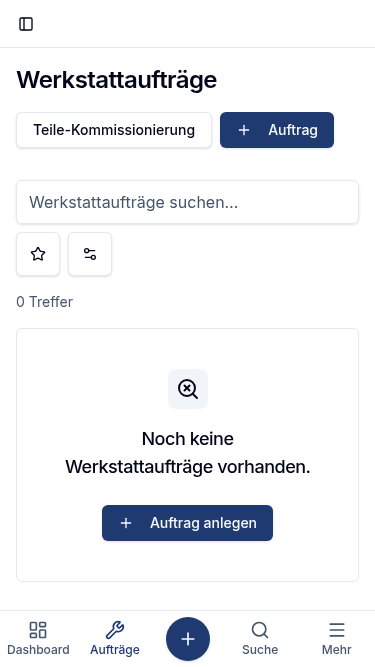 Werkstattaufträge
Teile-Kommissionierung
Auftrag
Werkstattaufträge suchen...
0 Treffer
Noch keine
Werkstattaufträge vorhanden.
Auftrag anlegen
Dashboard Aufträge Suche Mehr